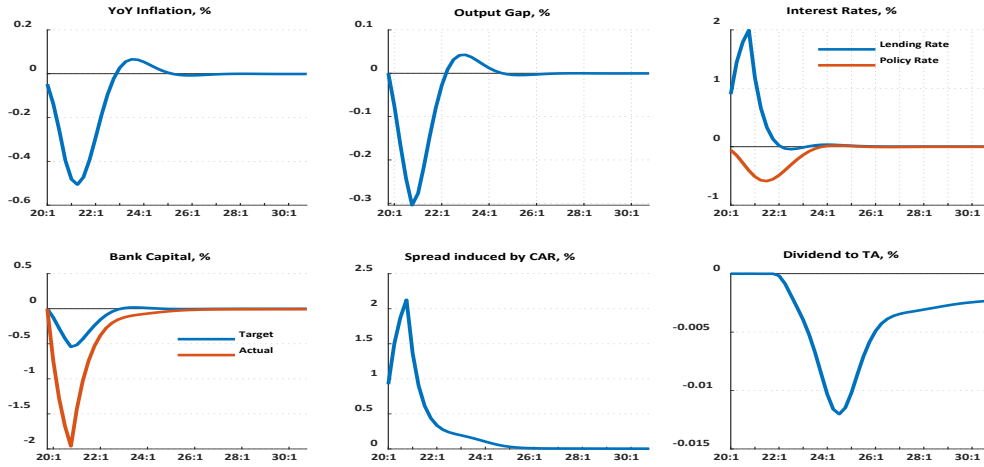 YoY Inflation, %
0.2
0
-0.2
-0.4
-0.6
20:1 22:1 24:1 26:1 28:1 30:1
Output Gap, %
0.1
0
-0.1
-0.2
-0.3
20:1 22:1 24:1 26:1 28:1 30:1
Interest Rates, %
2
1
1
0
-1
Lending Rate
Policy Rate
20:1 22:1 24:1 26:1 28:1 30:1
Bank Capital, %
0.5
0
-0.5
-1
-1.5
-2
Target
Actual
20:1 22:1 24:1 26:1 28:1 30:1
Spread induced by CAR, %
2.5
2
1.5
1
0.5
0
20:1 22:1 24:1 26:1 28:1 30:1
Dividend to TA, %
0
-0.005
-0.01
-0.015
20:1 22:1 24:1 26:1 28:1 30:1